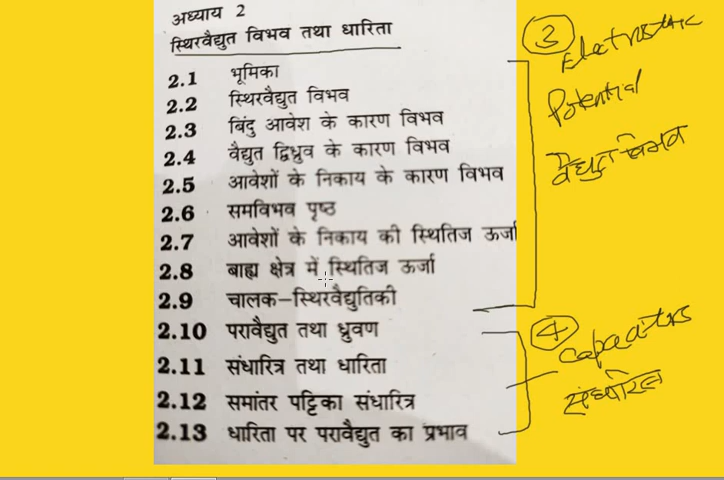 अध्याय 2
स्थिरवैद्युत विभव तथा धारिता
2.1 भूमिका
2.2 स्थिरवैद्युत विभव
2.3 बिंदु आवेश के कारण विभव
2.4 वैद्युत द्विध्रुव के कारण विभव
2.5 आवेशों के निकाय के कारण विभव
2.6 समविभव पृष्ठ
2.7 आवेशों के निकाय की स्थितिज ऊर्जा
2.8 बाह्य क्षेत्र में स्थितिज ऊर्जा
2.9 चालक–स्थिरवैद्युतिकी
2.10 परावैद्युत तथा ध्रुवण
2.11 संधारित्र तथा धारिता
2.12 समांतर पट्टिका संधारित्र
2.13 धारिता पर परावैद्युत का प्रभाव
3
Potential
वैद्युत विभव
4
Capacitors
संधारित्र